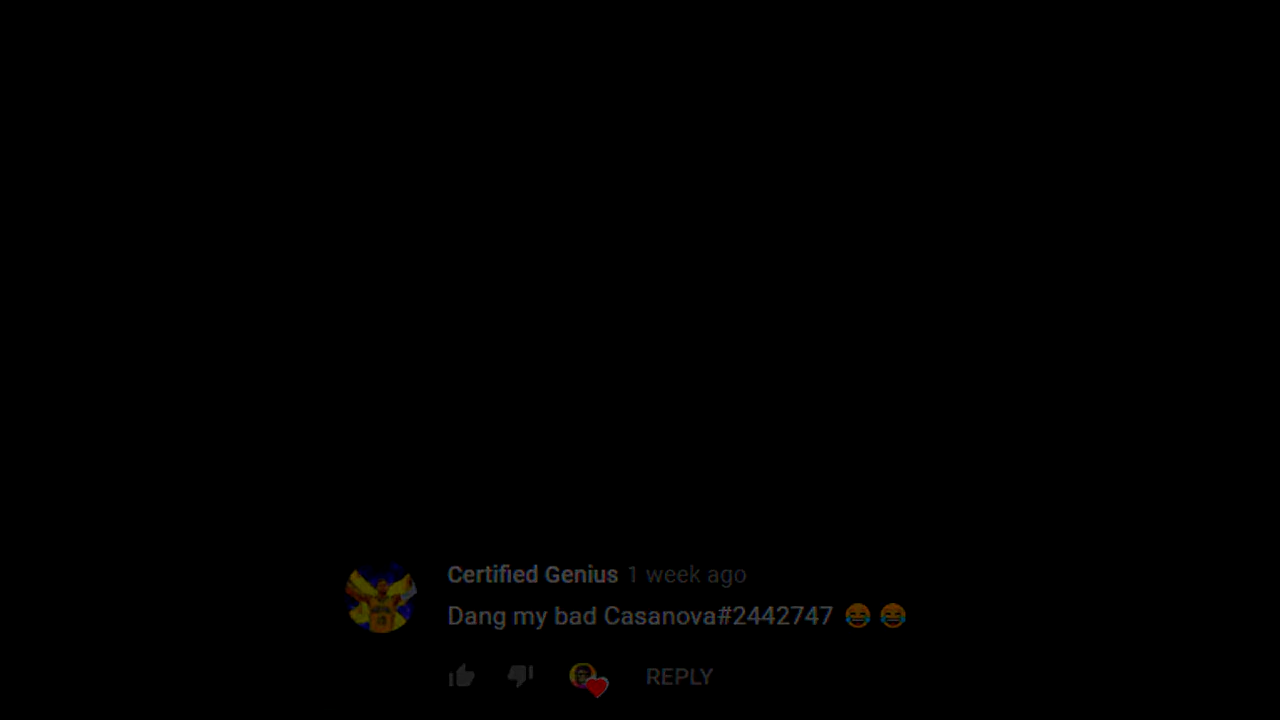 Certified Genius 1 week ago
Dang my bad Casanova#2442747 😂 😂
REPLY